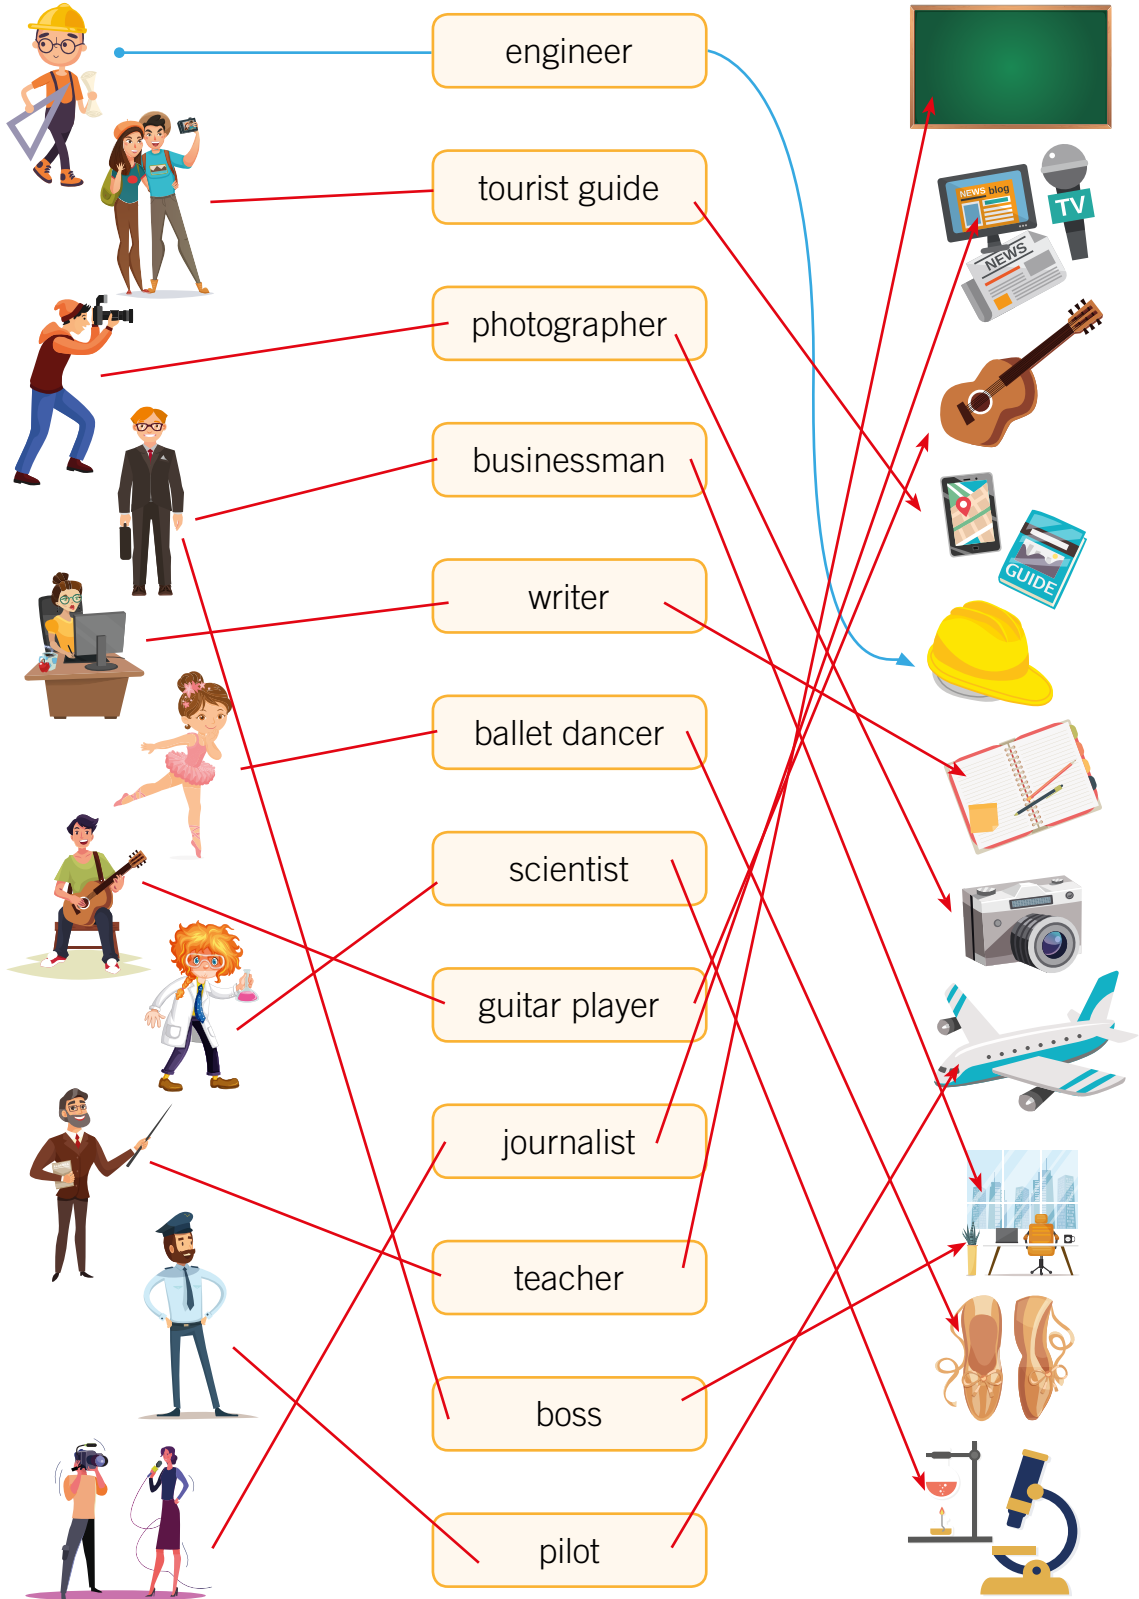 engineer
tourist guide
photographer
businessman
writer
ballet dancer
scientist
guitar player
journalist
teacher
boss
pilot
NEWS blog
TV
NEWS
GUIDE